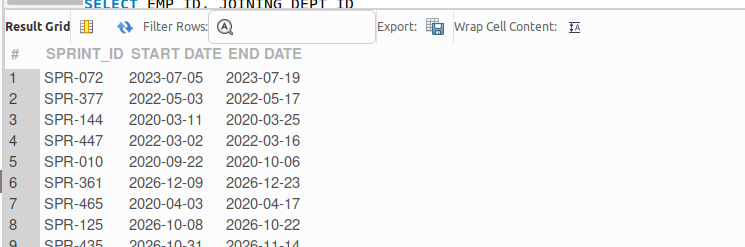 SELECT EMP_ID, JOINING_DEPT_ID
Result Grid Filter Rows: Export: Wrap Cell Content:
# SPRINT_ID START DATE END DATE
1 SPR-072 2023-07-05 2023-07-19
2 SPR-377 2022-05-03 2022-05-17
3 SPR-144 2020-03-11 2020-03-25
4 SPR-447 2022-03-02 2022-03-16
5 SPR-010 2020-09-22 2020-10-06
6 SPR-361 2026-12-09 2026-12-23
7 SPR-465 2020-04-03 2020-04-17
8 SPR-125 2026-10-08 2026-10-22
9 SPR-435 2026-10-31 2026-11-14